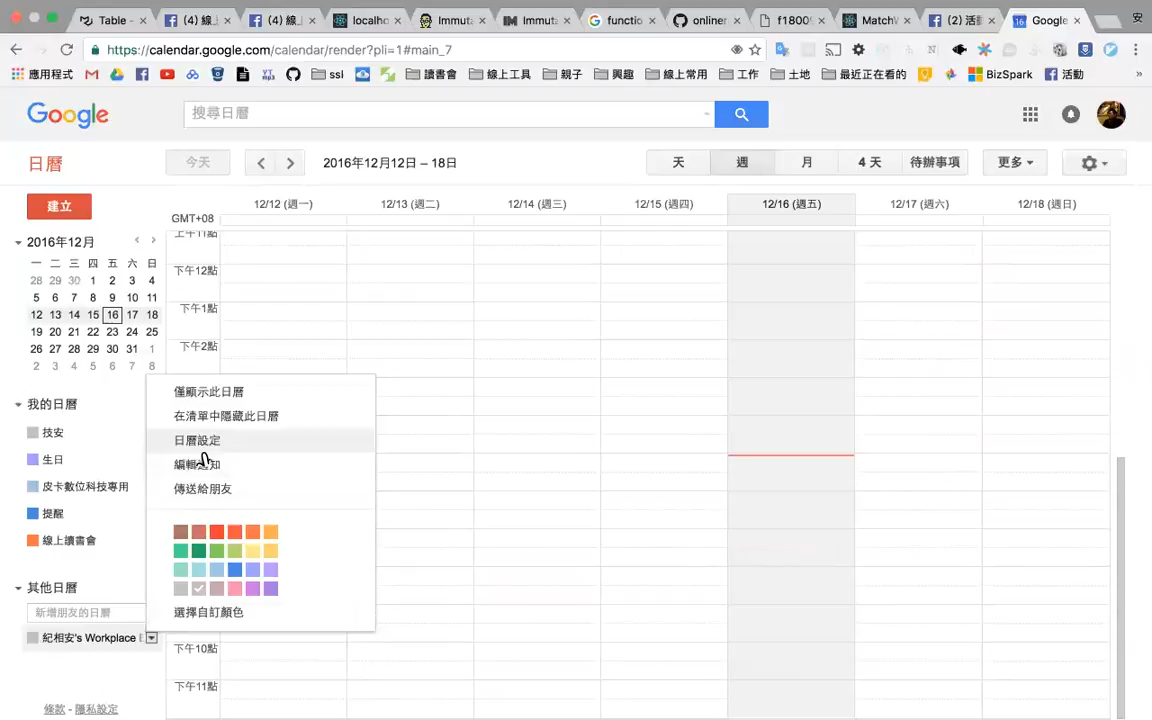 Table -
(4) 線上
(4) 線上
localho
Immuta
Immuta
functio
onliner
f1800%
MatchW
(2) 活動
Google
安
https://calendar.google.com/calendar/render?pli=1#main_7
應用程式
ssl
讀書會
線上工具
親子
興趣
線上常用
工作
土地
最近正在看的
BizSpark
活動
»
Google
搜尋日曆
日曆
今天
2016年12月12日 – 18日
天
週
月
4 天
待辦事項
更多
建立
12/12 (週一)
12/13 (週二)
12/14 (週三)
12/15 (週四)
12/16 (週五)
12/17 (週六)
12/18 (週日)
GMT+08
上午11點
下午12點
下午1點
下午2點
2016年12月
一 二 三 四 五 六 日
28 29 30 1 2 3 4
5 6 7 8 9 10 11
12 13 14 15 16 17 18
19 20 21 22 23 24 25
26 27 28 29 30 31 1
2 3 4 5 6 7 8
我的日曆
技安
生日
皮卡數位科技專用
提醒
線上讀書會
其他日曆
新增朋友的日曆
紀相安's Workplace
僅顯示此日曆
在清單中隱藏此日曆
日曆設定
編輯通知
傳送給朋友
選擇自訂顏色
下午10點
下午11點
條款 - 隱私設定